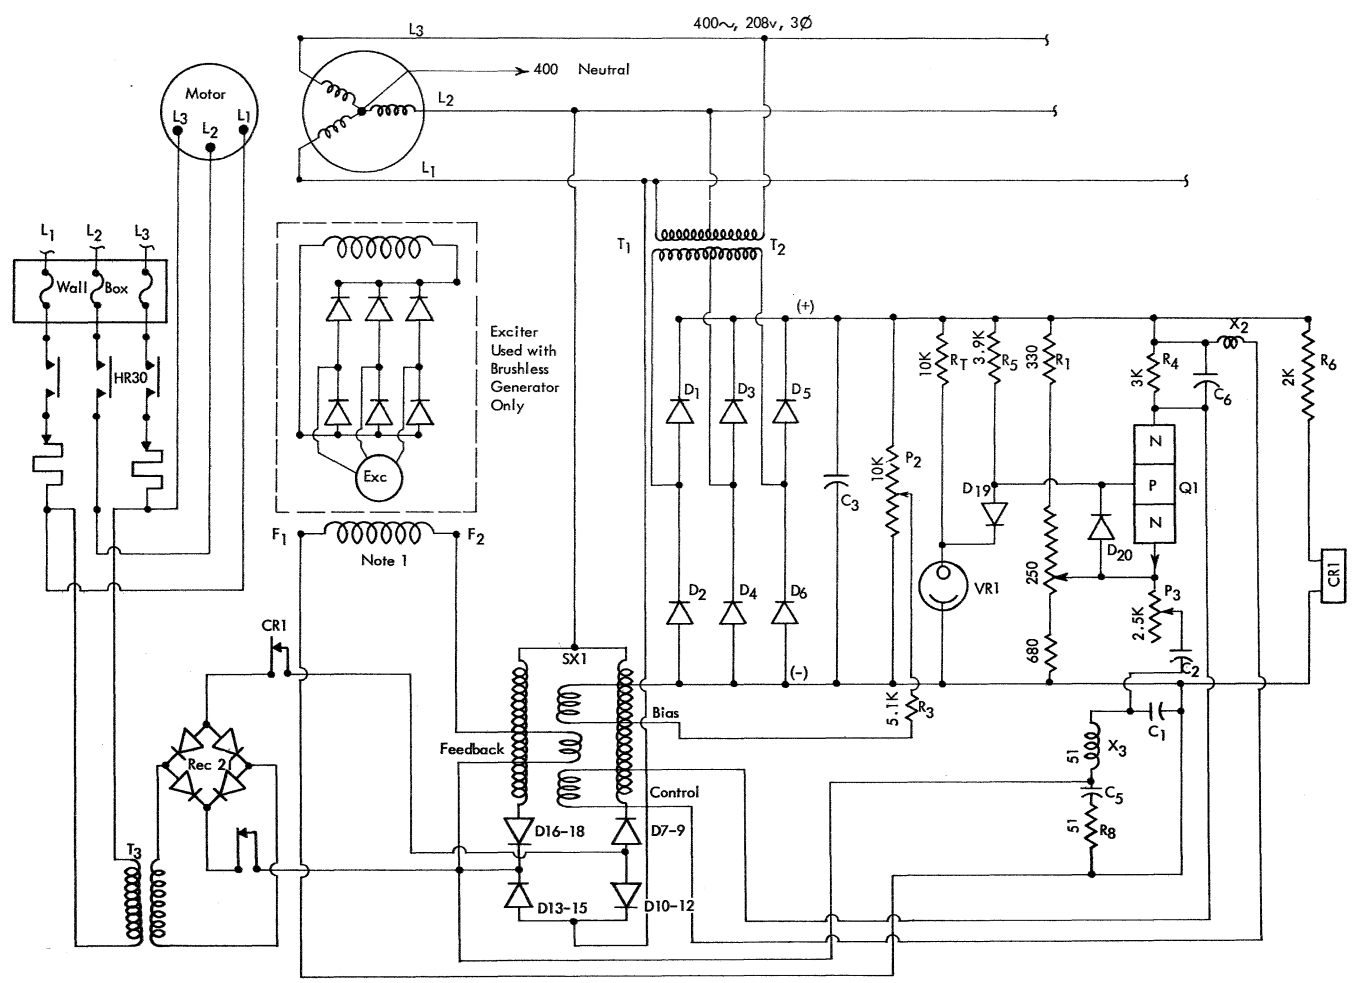 L3
400~, 208v, 3Ø
400 Neutral
Motor
L3
L2
L1
L2
L1
L1
L2
L3
Wall Box
HR30
T1
T2
(+)
X2
Exciter
Used with
Brushless
Generator
Only
Exc
F1
F2
Note 1
D1
D3
D5
D2
D4
D6
C3
10K
P2
10K
RT
3.9K
R5
330
R1
3K
R4
C6
2K
R6
N
P
N
Q1
D19
D20
VR1
250
680
P3
2.5K
C2
CR1
CR1
SX1
(-)
Bias
5.1K
R3
C1
Feedback
Rec 2
51
X3
Control
C5
51
R8
D16-18
D7-9
T3
D13-15
D10-12